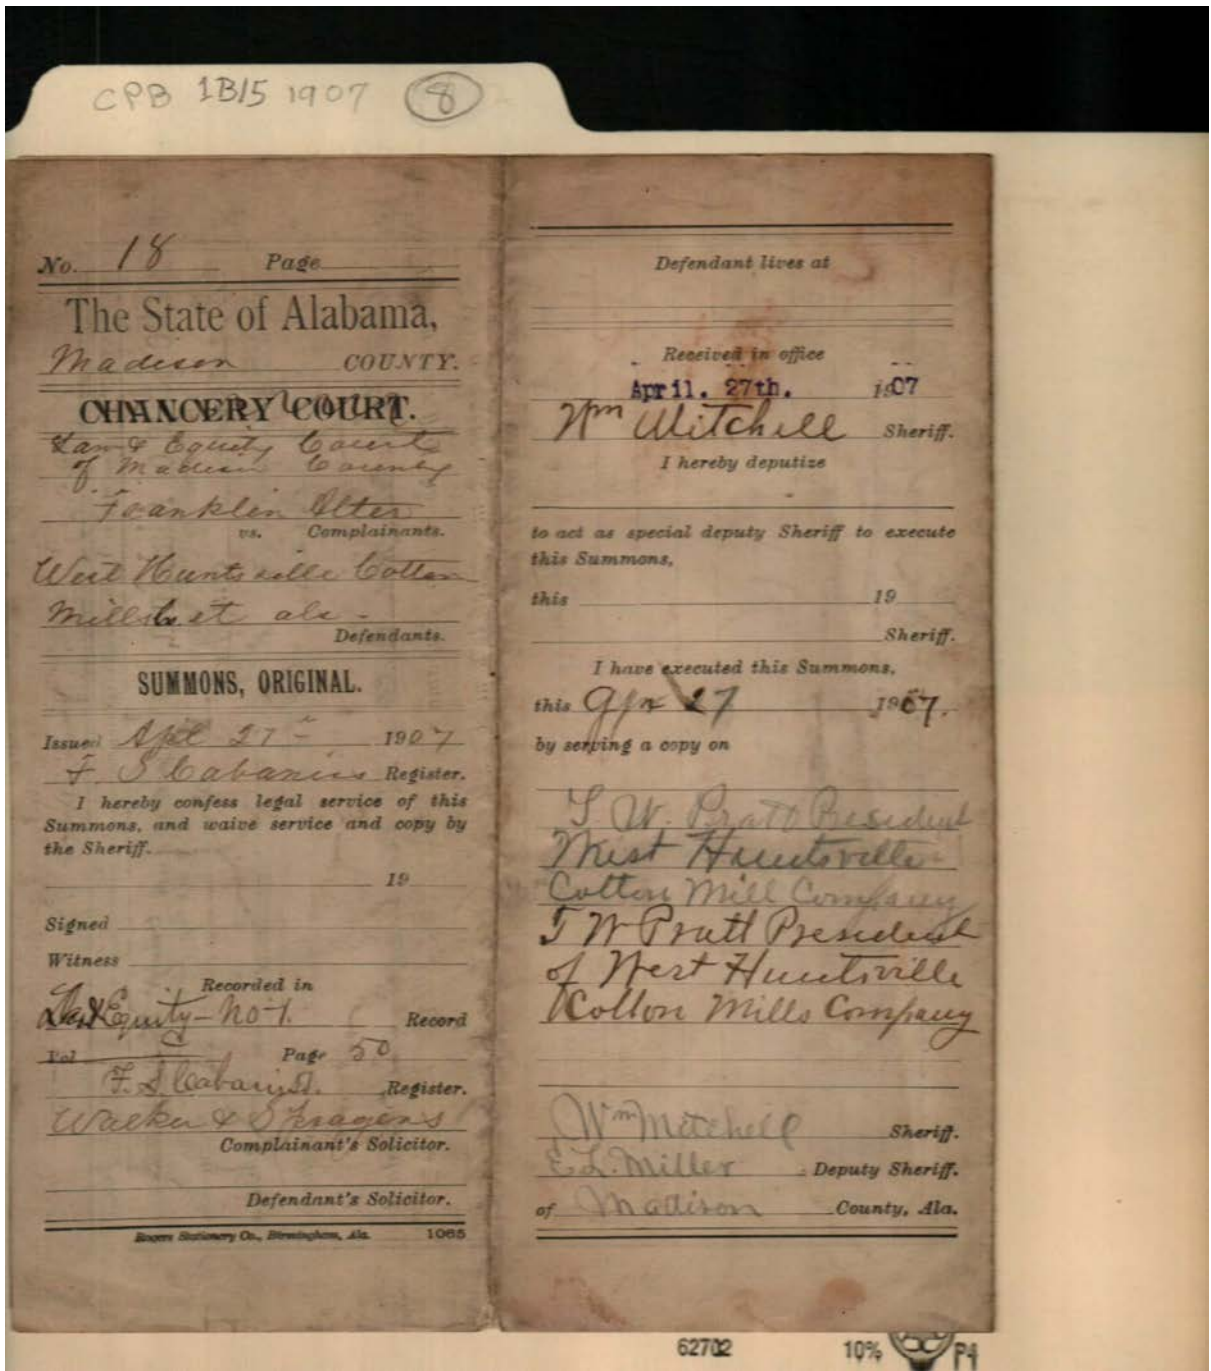 CPB 1B15 1907 8
No. 18 Page
The State of Alabama,
Madison COUNTY.
CHANCERY COURT.
Law & Equity Court
of Madison County
Franklin Olter
vs. Complainants.
West Huntsville Cotton
Mills et als
Defendants.
SUMMONS, ORIGINAL.
Issued Apl 27 1907
F. S Cabaniss Register.
I hereby confess legal service of this
Summons, and waive service and copy by
the Sheriff.
19
Signed
Witness
Recorded in
Law & Equity - No 1. Record
Vol Page 50
F. S Cabaniss. Register.
Walker & Spragens
Complainant's Solicitor.
Defendant's Solicitor.
Rogers Stationery Co., Birmingham, Ala. 1065
Defendant lives at
Received in office
April. 27th. 1907
Wm Mitchell Sheriff.
I hereby deputize
to act as special deputy Sheriff to execute
this Summons,
this 19
Sheriff.
I have executed this Summons,
this 27 1907.
by serving a copy on
T. W. Pratt President
West Huntsville
Cotton Mill Company
T W Pratt President
of West Huntsville
Cotton Mills Company
Wm Mitchell Sheriff.
E. L. Miller Deputy Sheriff.
of Madison County, Ala.
62702 10% P4